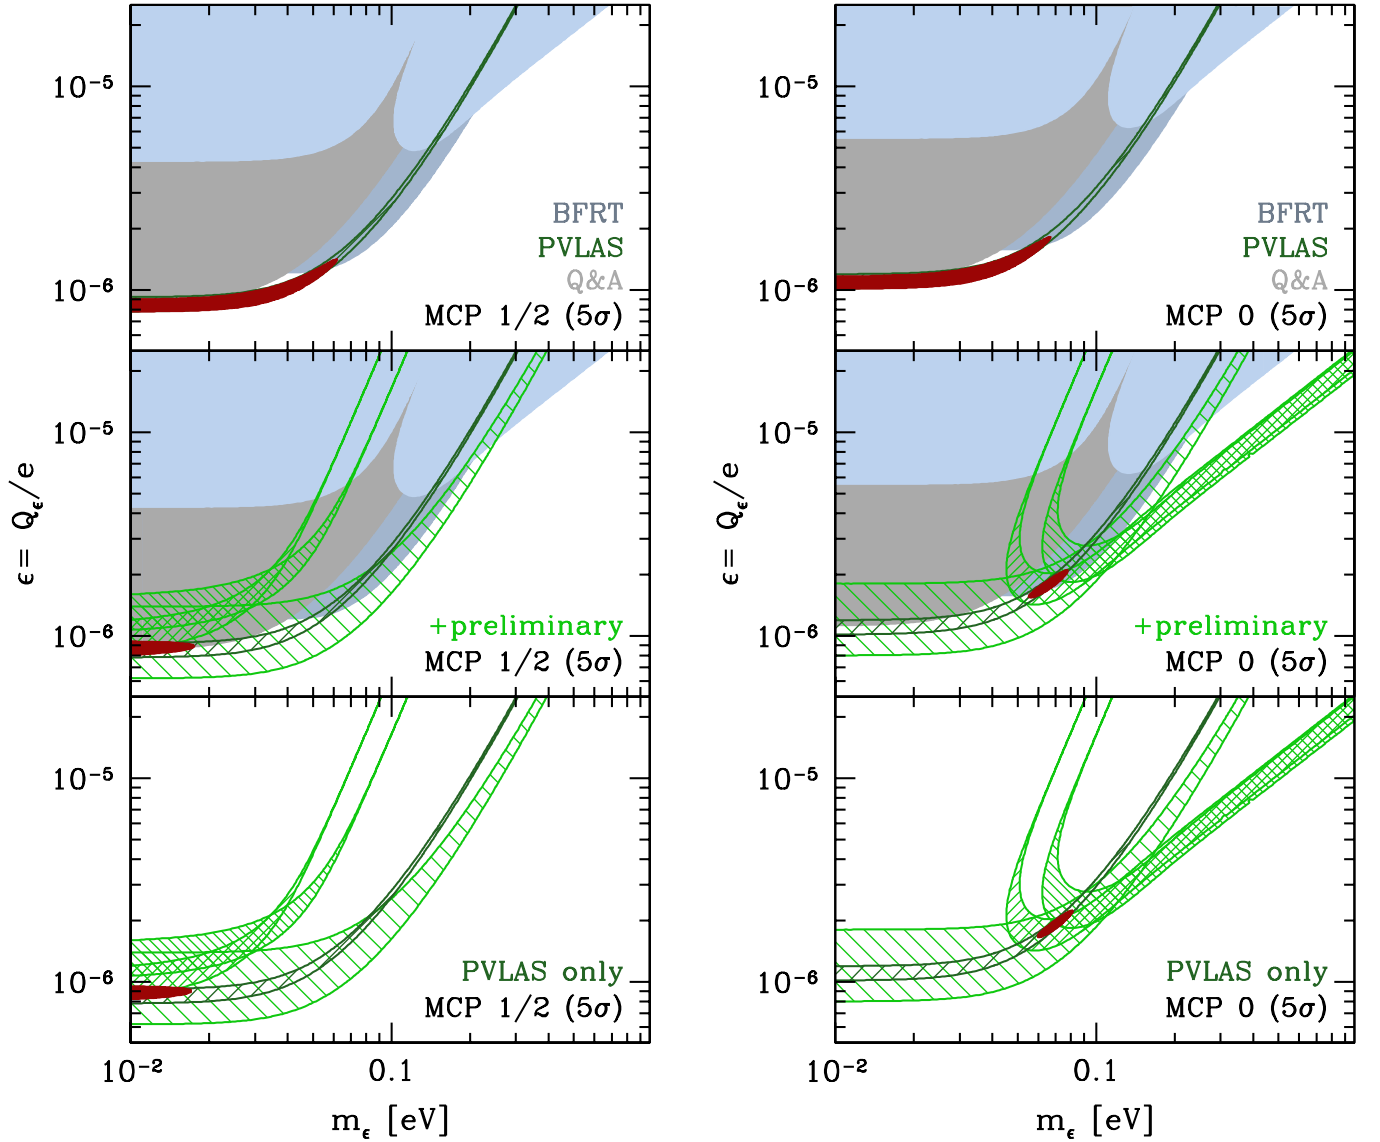 10⁻⁵
10⁻⁶
BFRT
PVLAS
Q&A
MCP 1/2 (5σ)
10⁻⁵
BFRT
PVLAS
Q&A
10⁻⁶
MCP 0 (5σ)
ϵ= Q_ϵ/e
10⁻⁵
10⁻⁶
+preliminary
MCP 1/2 (5σ)
ϵ= Q_ϵ/e
10⁻⁵
10⁻⁶
+preliminary
MCP 0 (5σ)
10⁻⁵
10⁻⁶
PVLAS only
MCP 1/2 (5σ)
10⁻⁵
10⁻⁶
PVLAS only
MCP 0 (5σ)
10⁻² 0.1
m_ϵ [eV]
10⁻² 0.1
m_ϵ [eV]